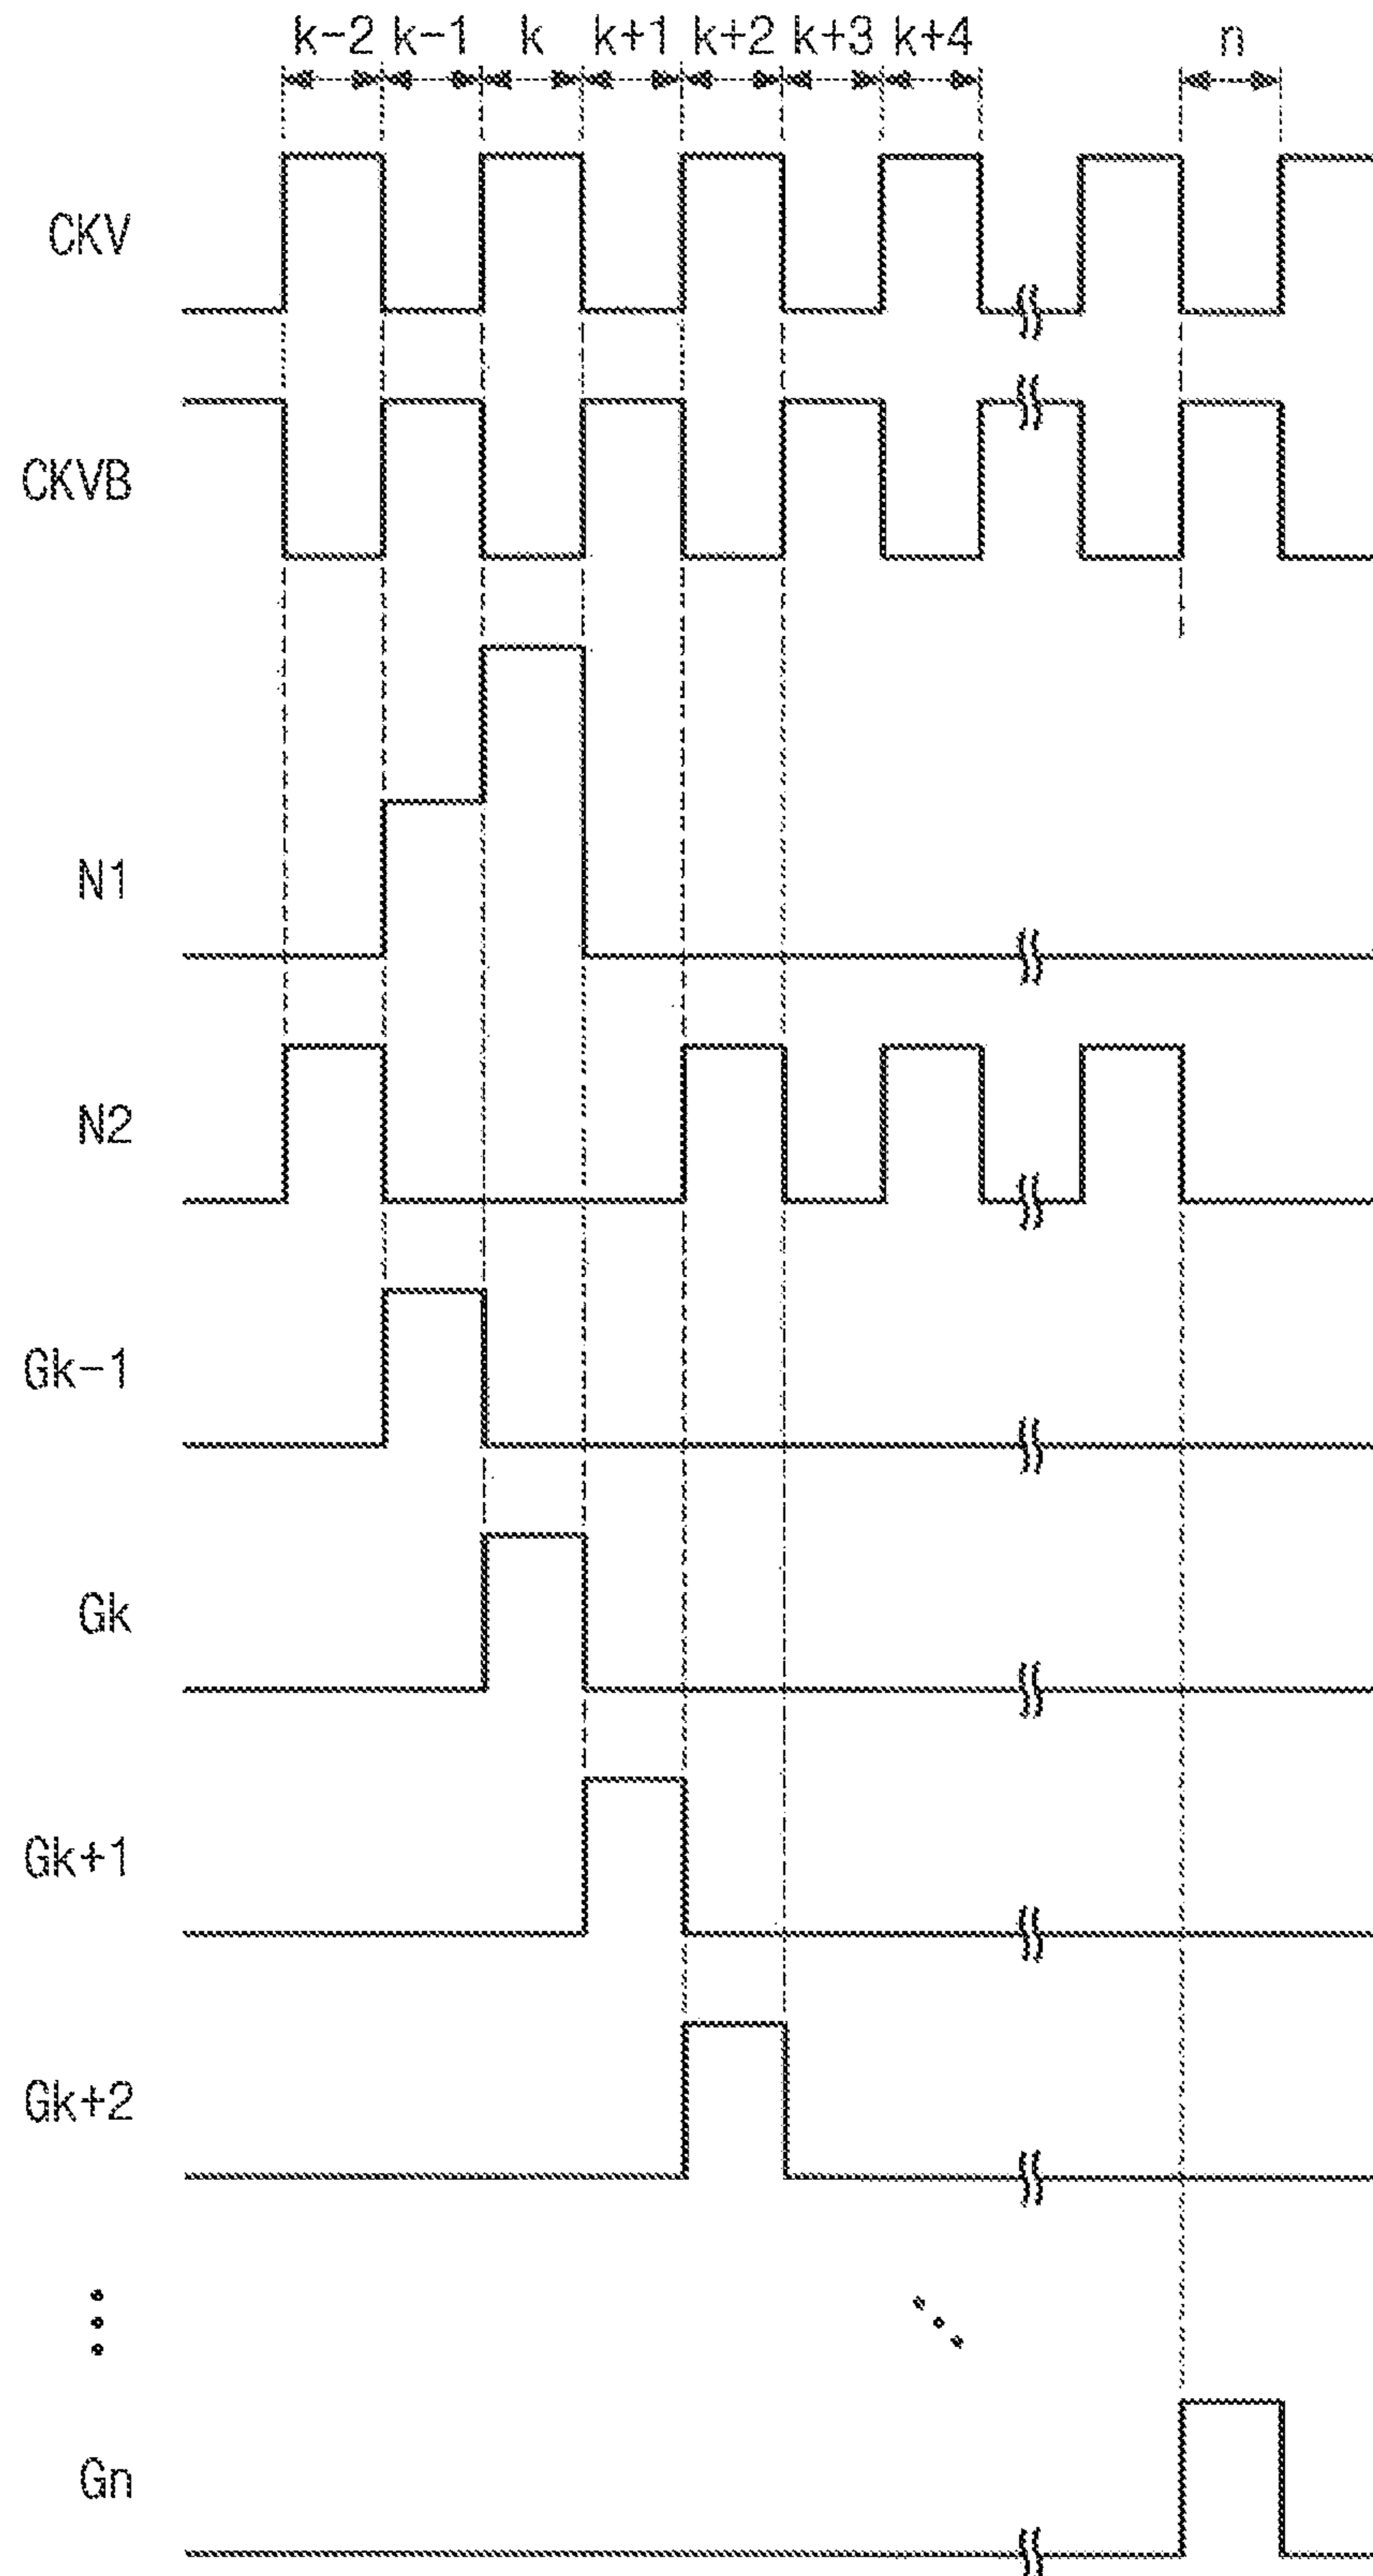 k-2 k-1 k k+1 k+2 k+3 k+4 n
CKV
CKVB
N1
N2
Gk-1
Gk
Gk+1
Gk+2
Gn